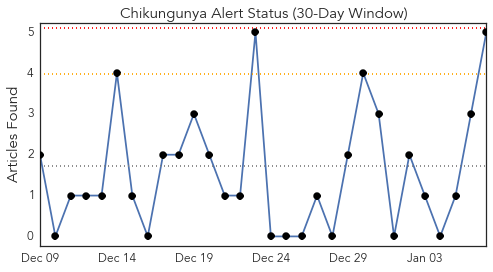 Chikungunya Alert Status (30-Day Window)
Articles Found
5
4
3
2
1
0
Dec 09 Dec 14 Dec 19 Dec 24 Dec 29 Jan 03